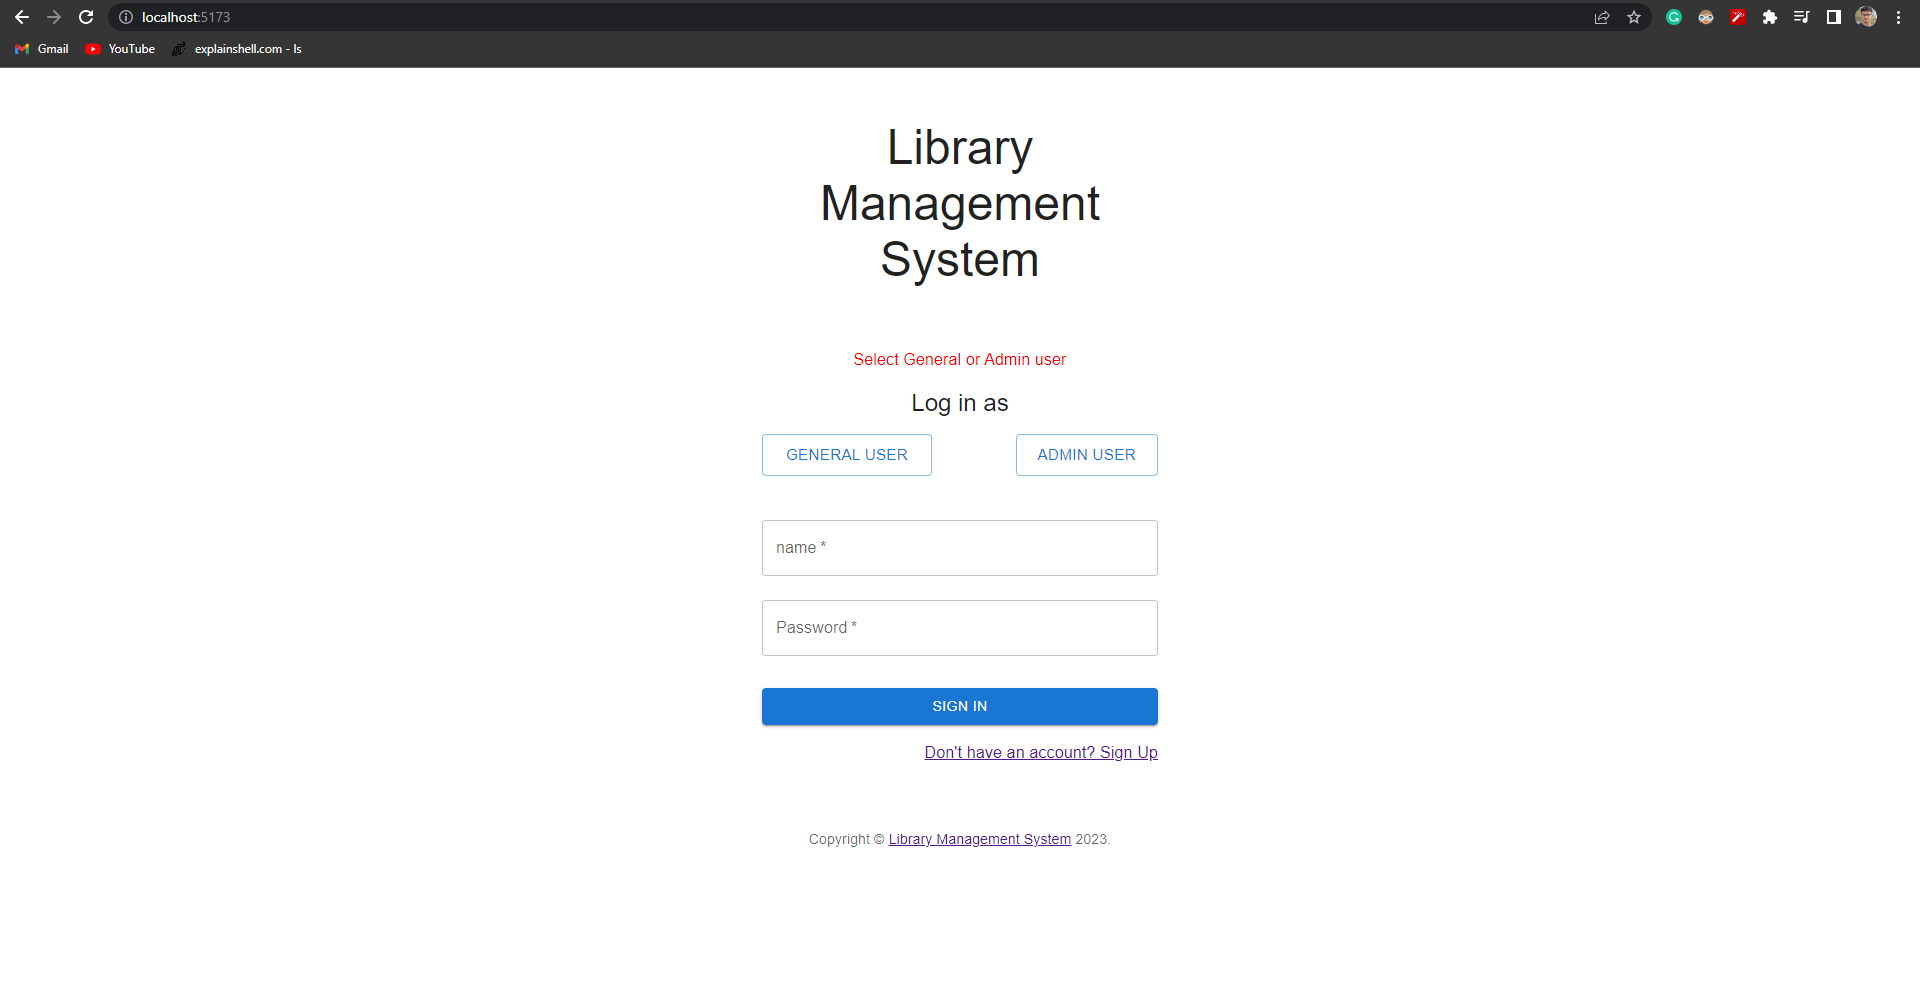 localhost:5173
Gmail YouTube explainshell.com - ls
Library
Management
System
Select General or Admin user
Log in as
GENERAL USER ADMIN USER
name *
Password *
SIGN IN
Don't have an account? Sign Up
Copyright © Library Management System 2023.